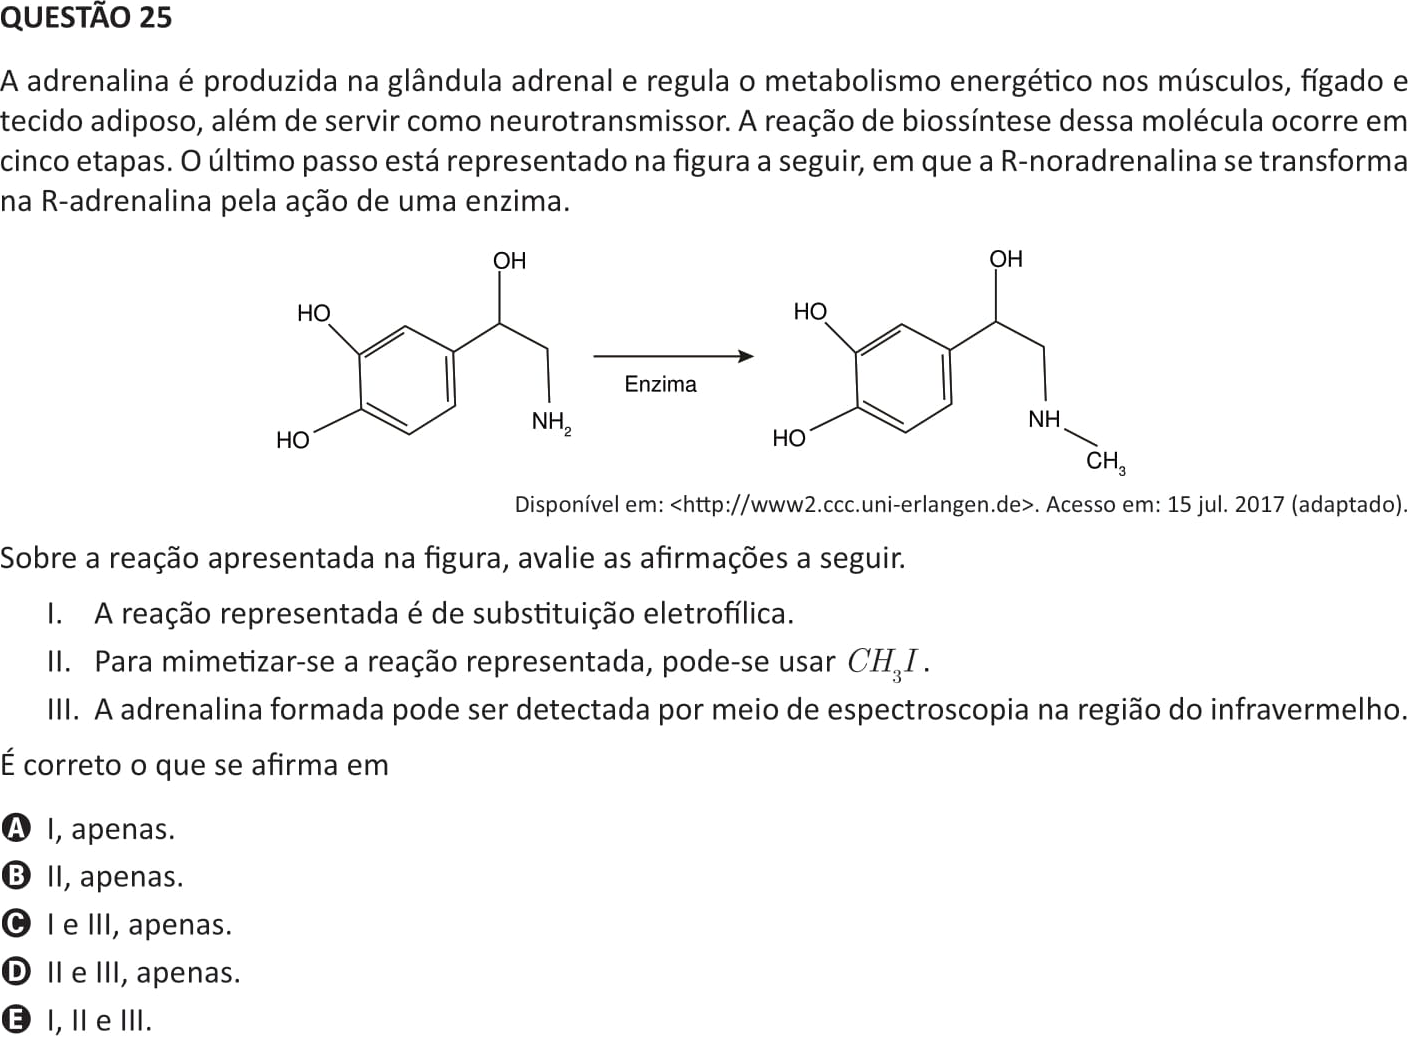 QUESTÃO 25
A adrenalina é produzida na glândula adrenal e regula o metabolismo energético nos músculos, fígado e
tecido adiposo, além de servir como neurotransmissor. A reação de biossíntese dessa molécula ocorre em
cinco etapas. O último passo está representado na figura a seguir, em que a R-noradrenalina se transforma
na R-adrenalina pela ação de uma enzima.
OH
HO
HO
NH₂
Enzima
OH
HO
HO
NH
CH₃
Disponível em: <http://www2.ccc.uni-erlangen.de>. Acesso em: 15 jul. 2017 (adaptado).
Sobre a reação apresentada na figura, avalie as afirmações a seguir.
I. A reação representada é de substituição eletrofílica.
II. Para mimetizar-se a reação representada, pode-se usar CH₃I.
III. A adrenalina formada pode ser detectada por meio de espectroscopia na região do infravermelho.
É correto o que se afirma em
A I, apenas.
B II, apenas.
C I e III, apenas.
D II e III, apenas.
E I, II e III.